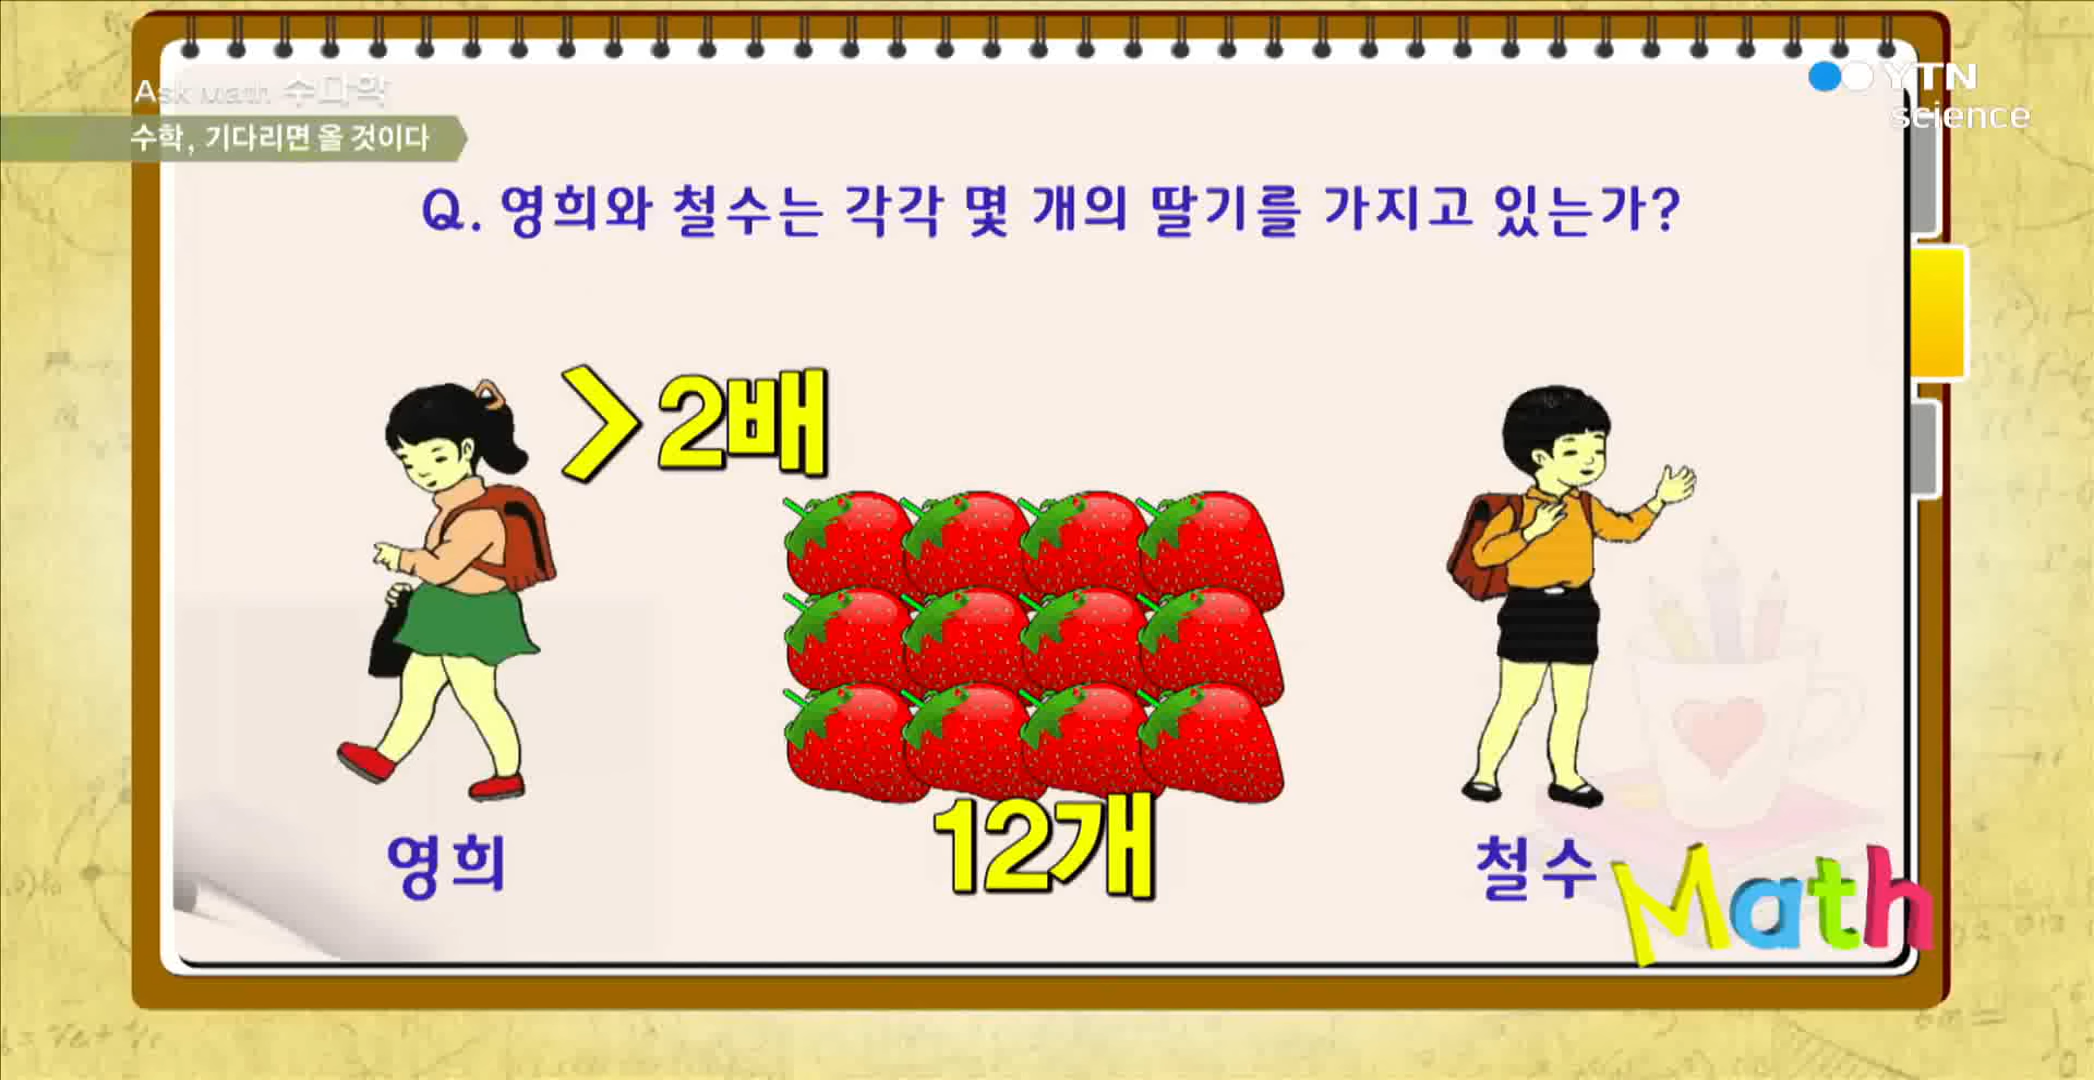 Ask Math 수다학
수학, 기다리면 올 것이다
YTN
science
Q. 영희와 철수는 각각 몇 개의 딸기를 가지고 있는가?
> 2배
12개
영희
철수
Math